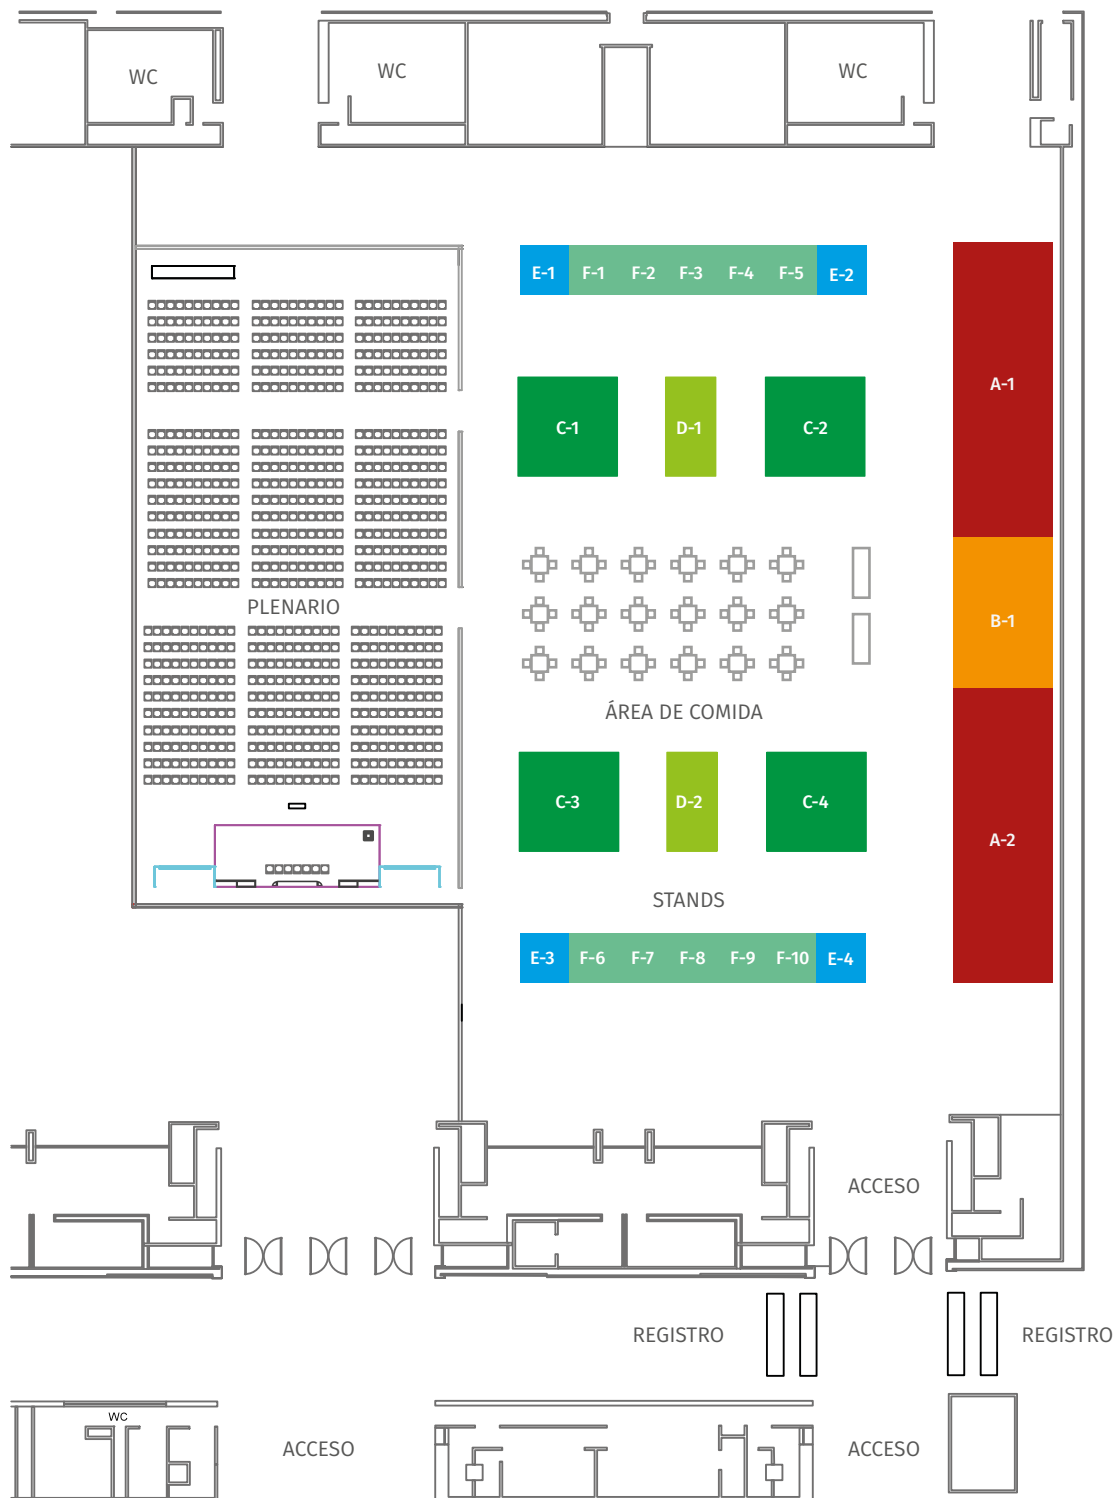 WC
WC
WC
E-1 F-1 F-2 F-3 F-4 F-5 E-2
A-1
C-1 D-1 C-2
PLENARIO
B-1
ÁREA DE COMIDA
C-3 D-2 C-4
A-2
STANDS
E-3 F-6 F-7 F-8 F-9 F-10 E-4
ACCESO
REGISTRO
REGISTRO
WC
ACCESO
ACCESO